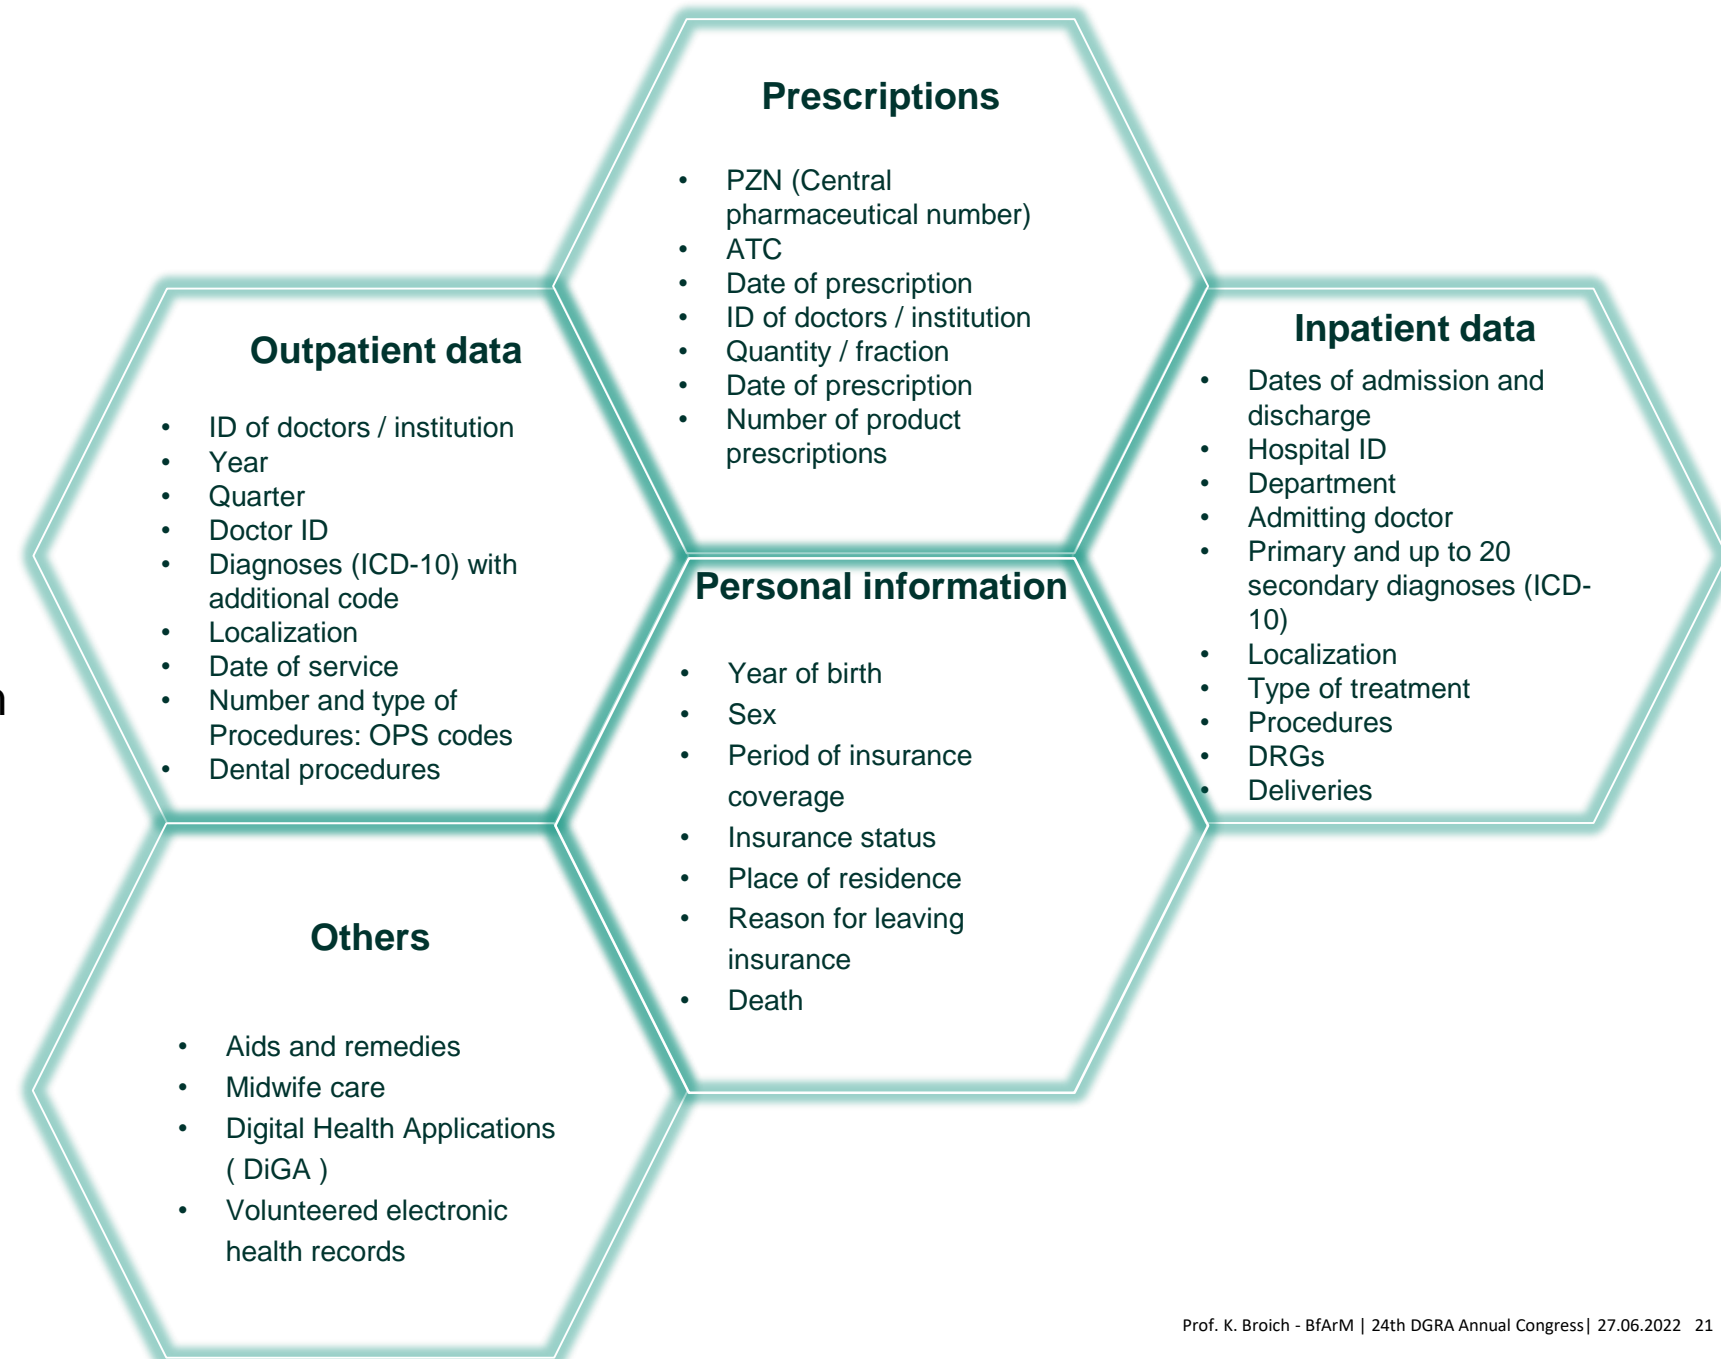 Prescriptions
• PZN (Central
pharmaceutical number)
• ATC
• Date of prescription
• ID of doctors / institution
• Quantity / fraction
• Date of prescription
• Number of product
prescriptions
Outpatient data
• ID of doctors / institution
• Year
• Quarter
• Doctor ID
• Diagnoses (ICD-10) with
additional code
• Localization
• Date of service
• Number and type of
Procedures: OPS codes
• Dental procedures
Inpatient data
• Dates of admission and
discharge
• Hospital ID
• Department
• Admitting doctor
• Primary and up to 20
secondary diagnoses (ICD-
10)
• Localization
• Type of treatment
• Procedures
• DRGs
• Deliveries
Personal information
• Year of birth
• Sex
• Period of insurance
coverage
• Insurance status
• Place of residence
• Reason for leaving
insurance
• Death
Others
• Aids and remedies
• Midwife care
• Digital Health Applications
( DiGA )
• Volunteered electronic
health records
Prof. K. Broich - BfArM | 24th DGRA Annual Congress| 27.06.2022 21